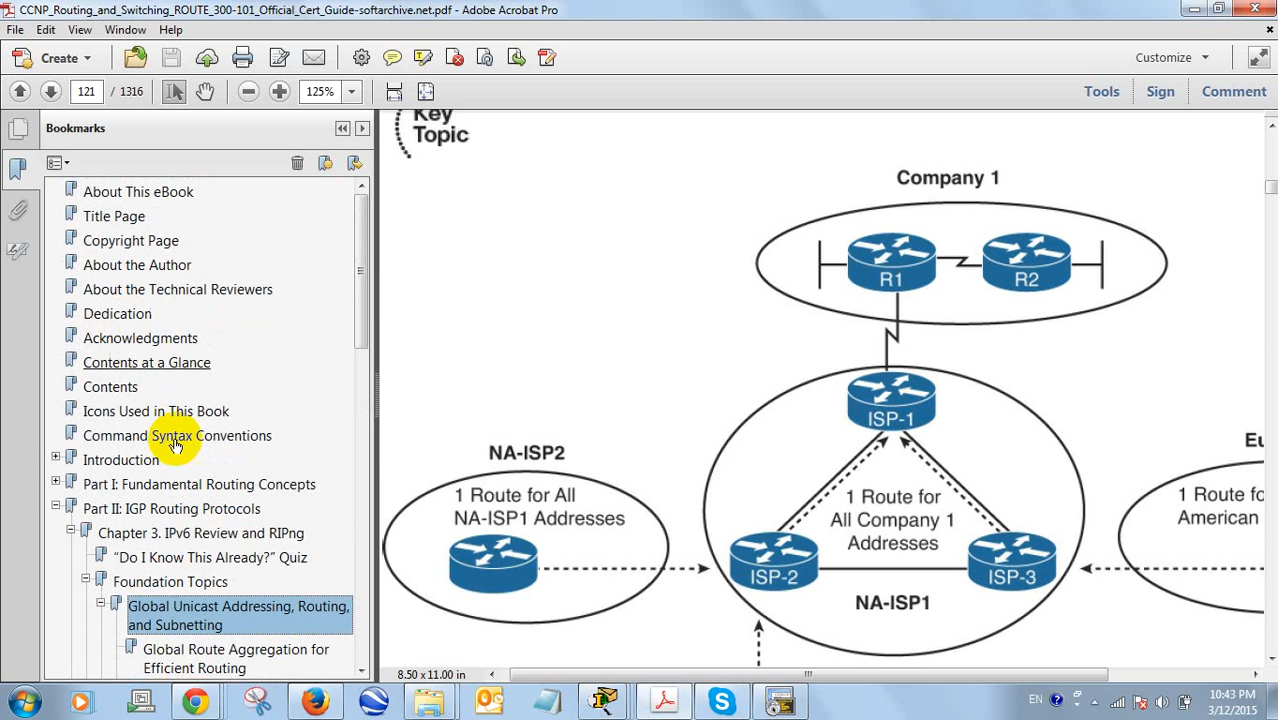 CCNP_Routing_and_Switching_ROUTE_300-101_Official_Cert_Guide-softarchive.net.pdf - Adobe Acrobat Pro
File Edit View Window Help
Create
Customize
121 / 1316
125%
Tools Sign Comment
Bookmarks
About This eBook
Title Page
Copyright Page
About the Author
About the Technical Reviewers
Dedication
Acknowledgments
Contents at a Glance
Contents
Icons Used in This Book
Command Syntax Conventions
Introduction
Part I: Fundamental Routing Concepts
Part II: IGP Routing Protocols
Chapter 3. IPv6 Review and RIPng
“Do I Know This Already?” Quiz
Foundation Topics
Global Unicast Addressing, Routing,
and Subnetting
Global Route Aggregation for
Efficient Routing
Key
Topic
Company 1
R1
R2
ISP-1
NA-ISP2
1 Route for All
NA-ISP1 Addresses
1 Route for
All Company 1
Addresses
ISP-2
ISP-3
NA-ISP1
Eu
1 Route fo
American
8.50 x 11.00 in
EN
10:43 PM
3/12/2015